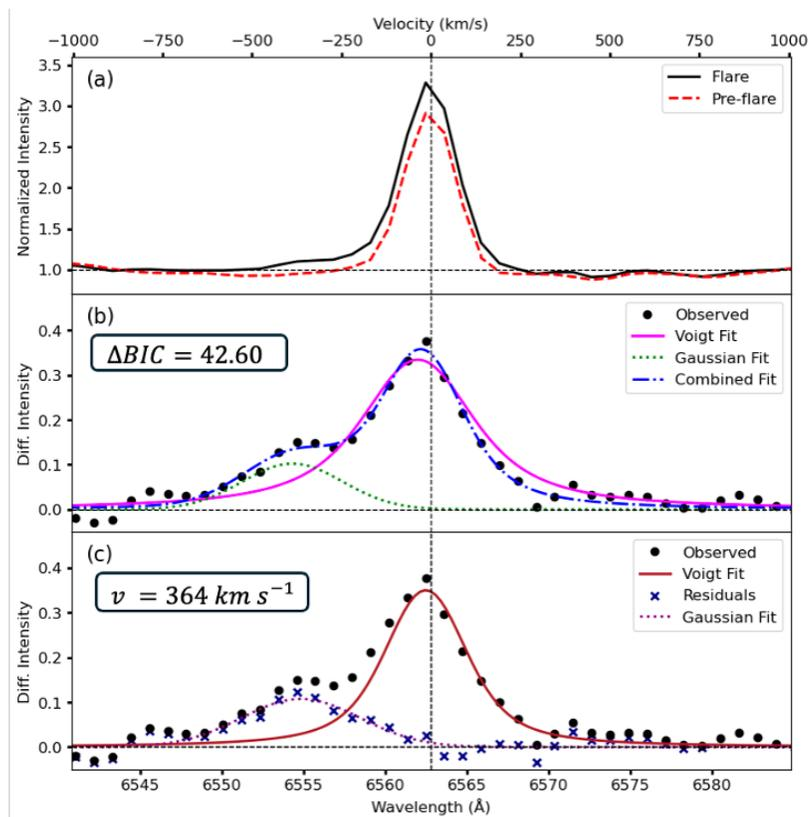 Velocity (km/s)
-1000 -750 -500 -250 0 250 500 750 1000
(a)
Flare
Pre-flare
3.5
3.0
2.5
2.0
1.5
1.0
Normalized Intensity
(b)
ΔBIC = 42.60
Observed
Voigt Fit
Gaussian Fit
Combined Fit
0.4
0.3
0.2
0.1
0.0
Diff. Intensity
(c)
v = 364 km s⁻¹
Observed
Voigt Fit
Residuals
Gaussian Fit
0.4
0.3
0.2
0.1
0.0
Diff. Intensity
6545 6550 6555 6560 6565 6570 6575 6580
Wavelength (Å)